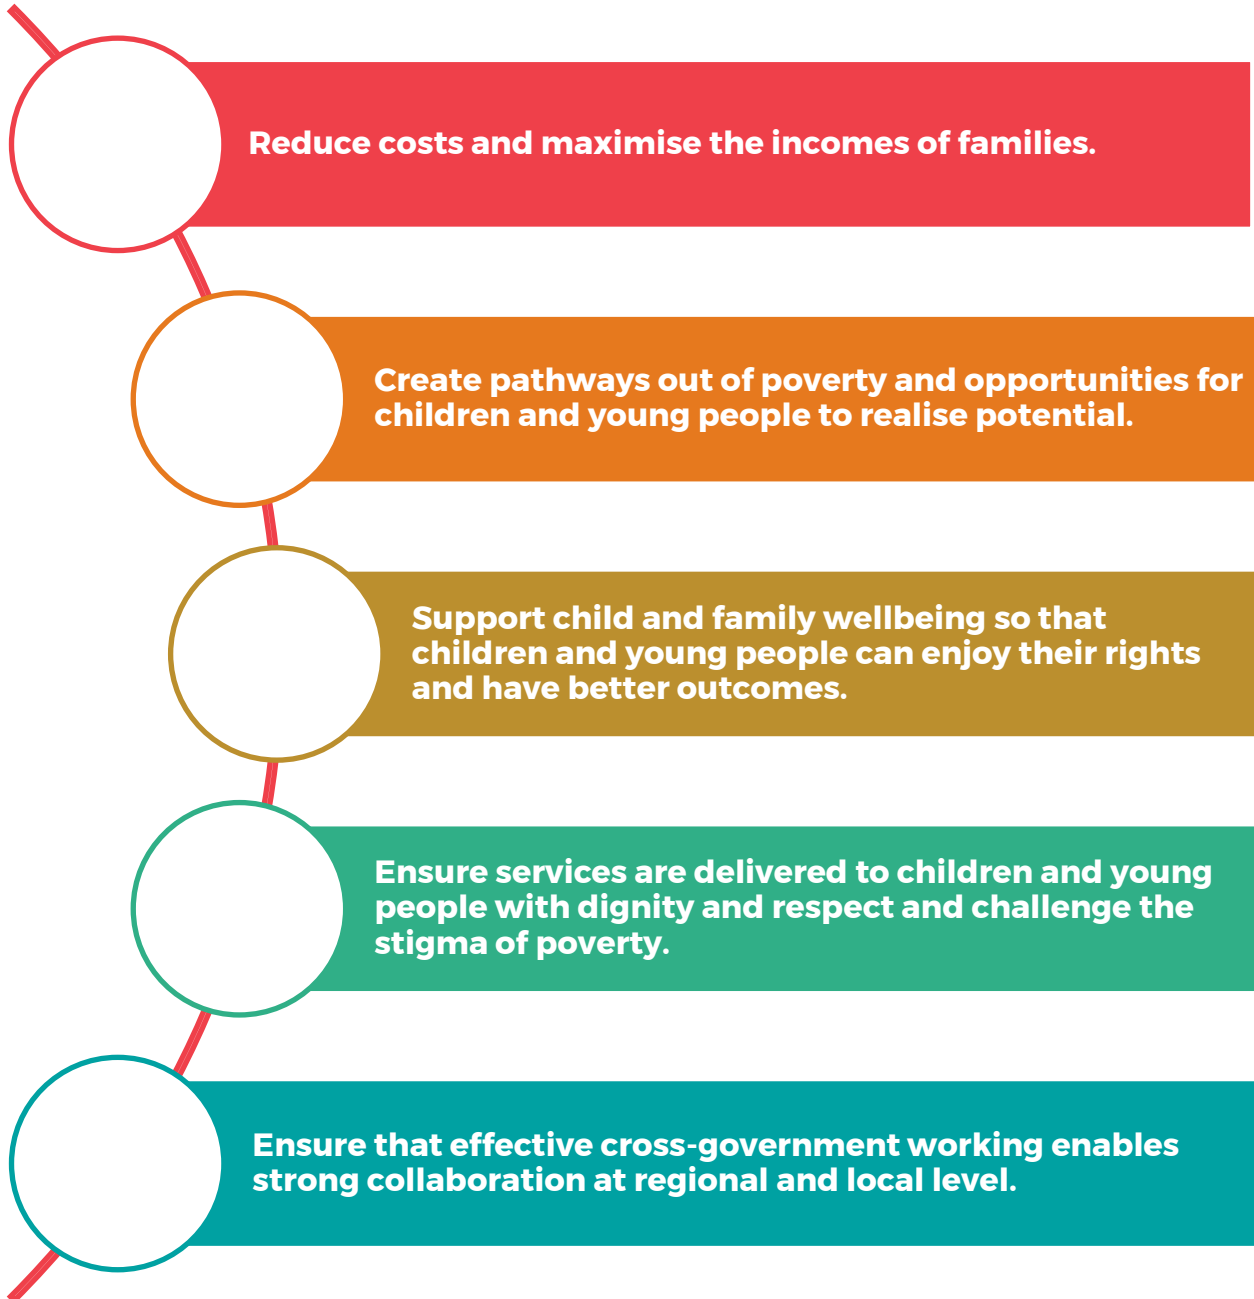 Reduce costs and maximise the incomes of families.
Create pathways out of poverty and opportunities for
children and young people to realise potential.
Support child and family wellbeing so that
children and young people can enjoy their rights
and have better outcomes.
Ensure services are delivered to children and young
people with dignity and respect and challenge the
stigma of poverty.
Ensure that effective cross-government working enables
strong collaboration at regional and local level.